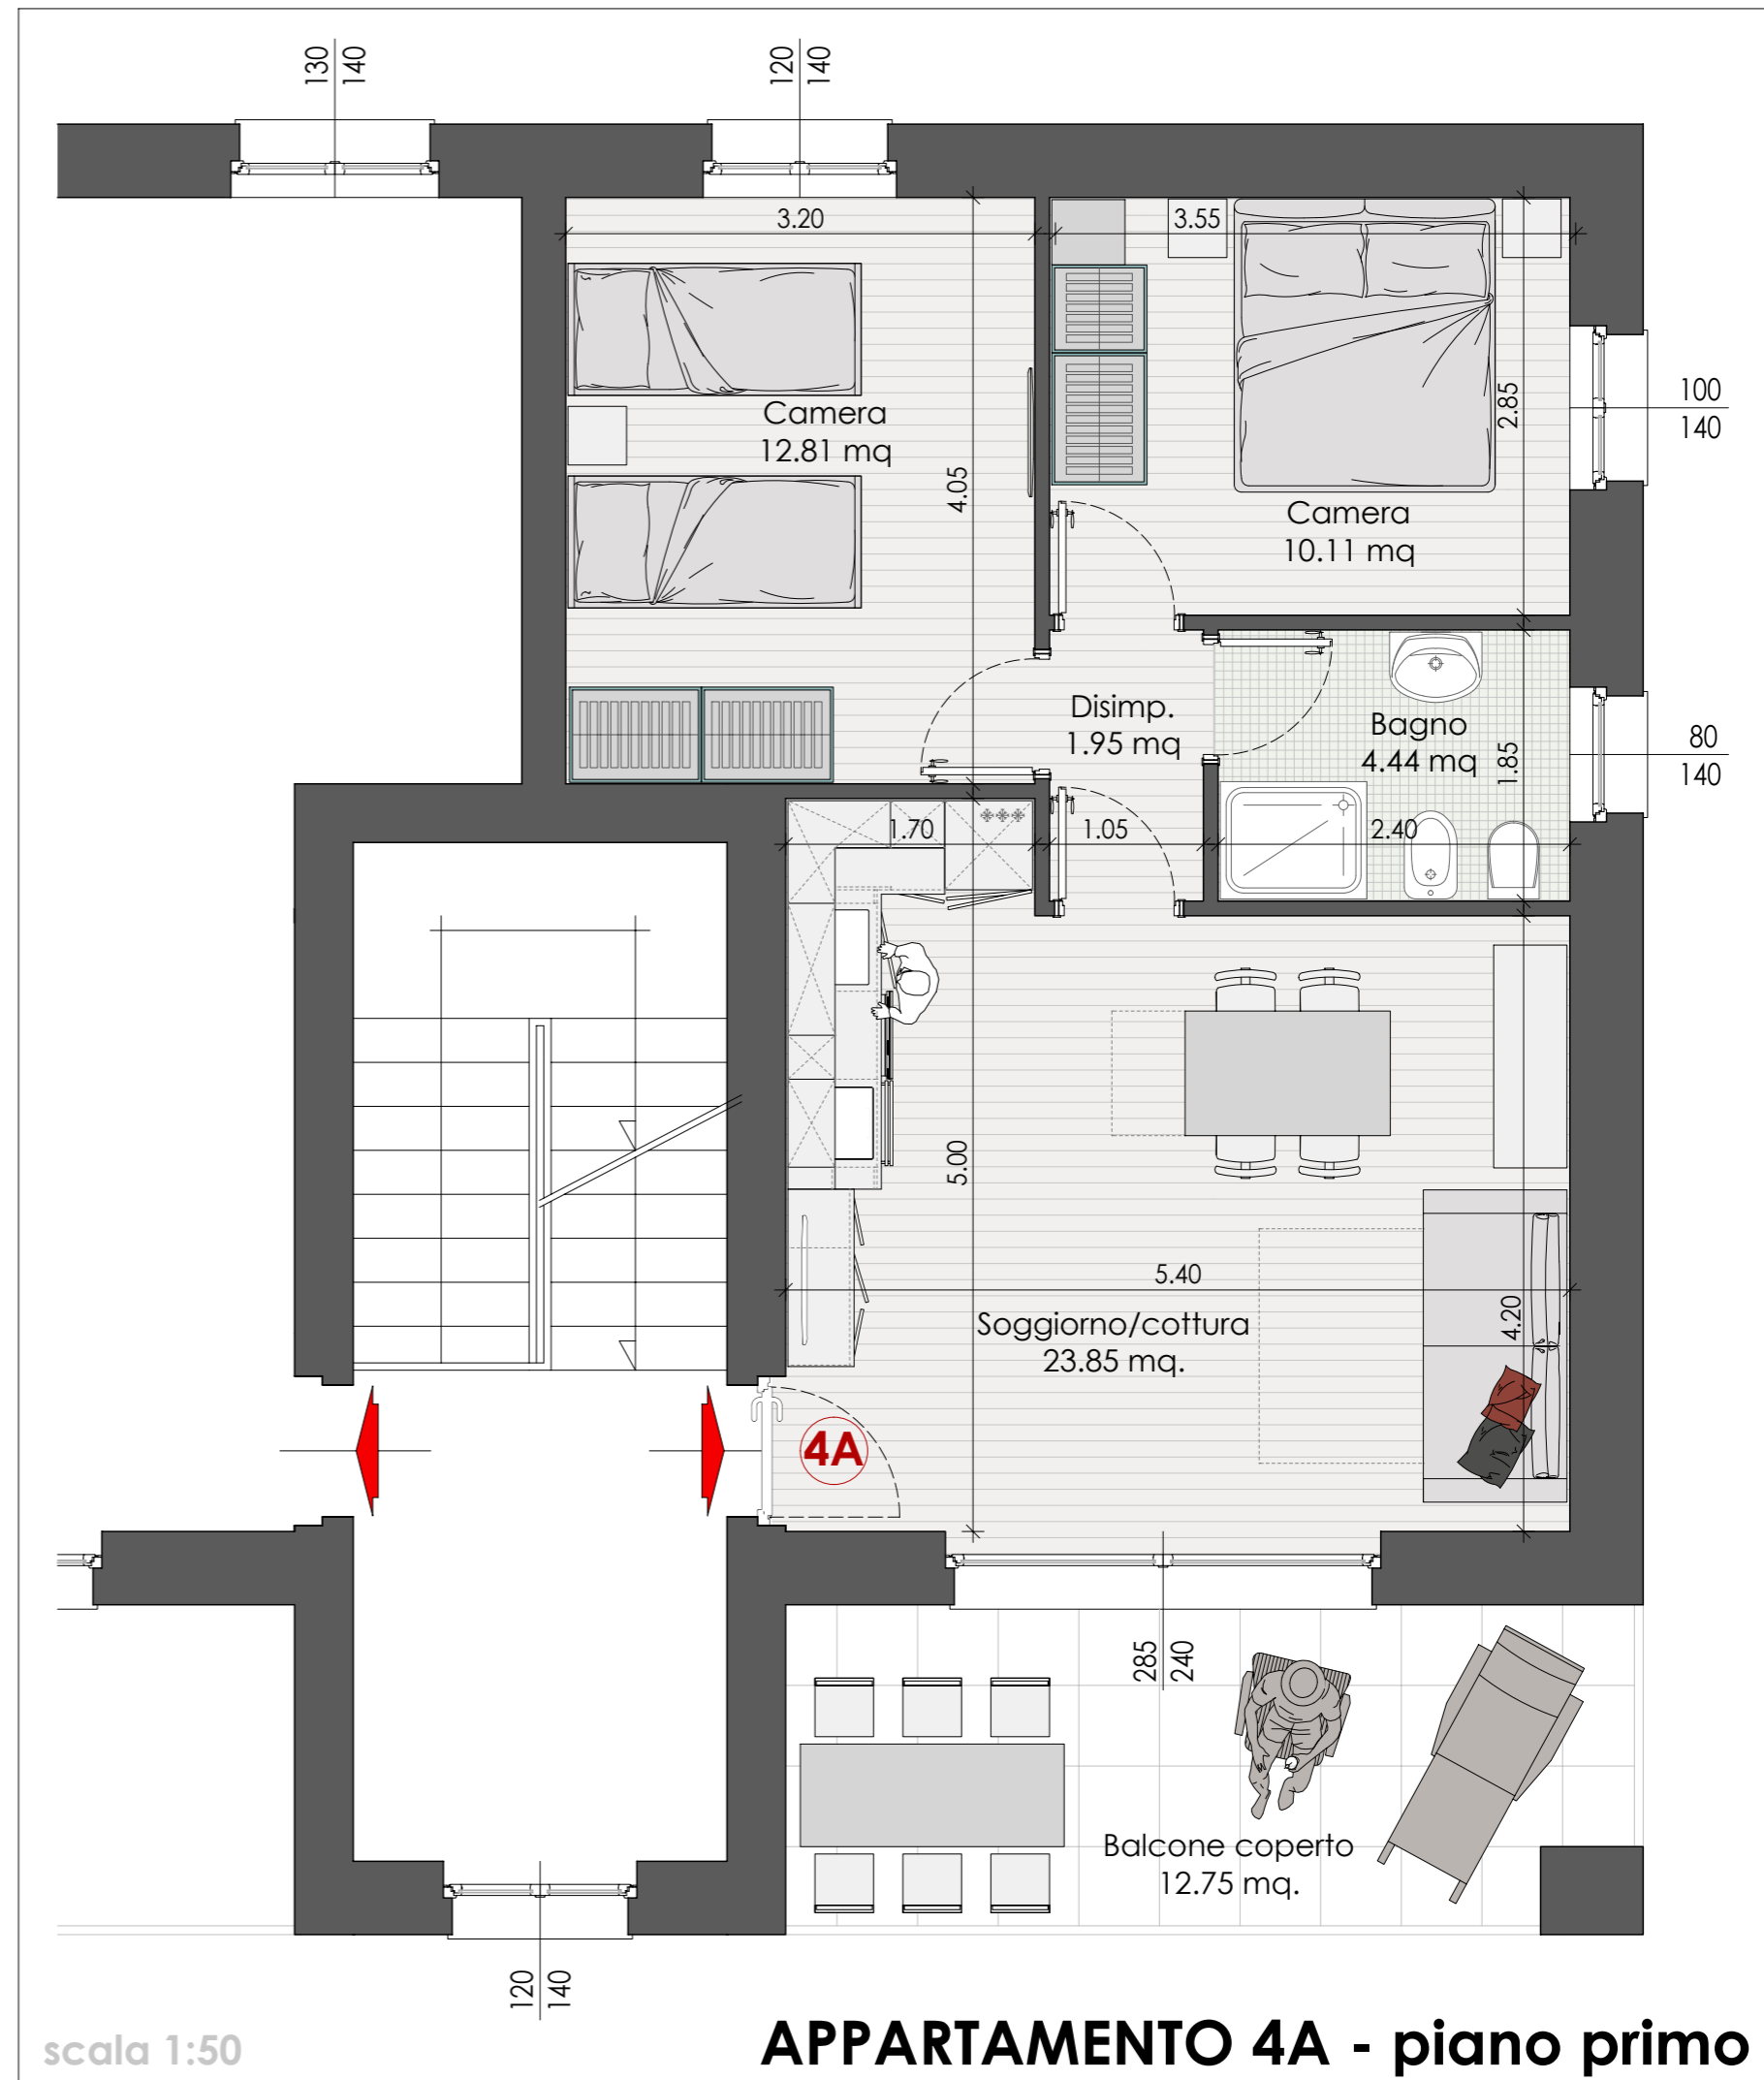 130
140
120
140
3.20
3.55
Camera
12.81 mq
4.05
2.85
100
140
Camera
10.11 mq
Disimp.
1.95 mq
Bagno
4.44 mq
1.85
80
140
1.70
1.05
2.40
5.00
5.40
Soggiorno/cottura
23.85 mq.
4.20
4A
285
240
Balcone coperto
12.75 mq.
120
140
scala 1:50
APPARTAMENTO 4A - piano primo